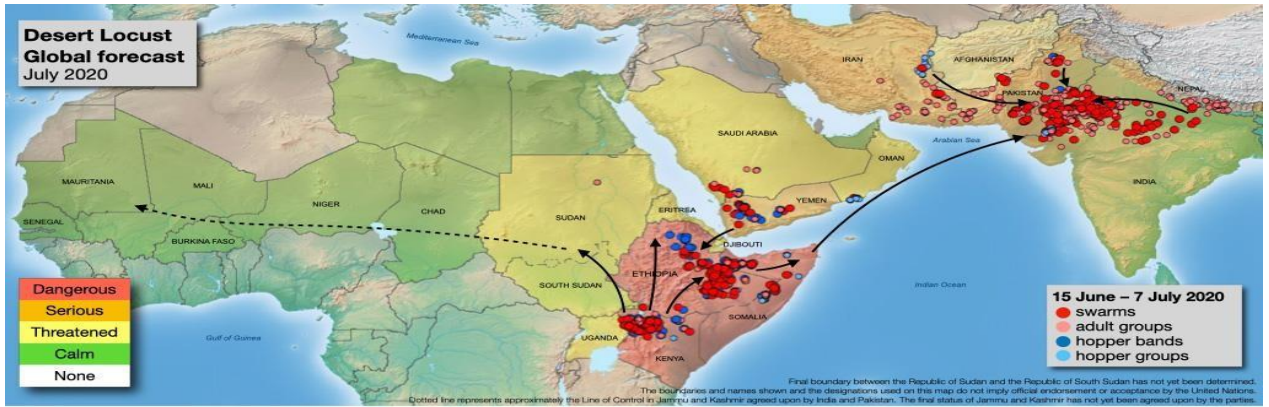 Desert Locust
Global forecast
July 2020
Mediterranean Sea
IRAN
AFGHANISTAN
PAKISTAN
NEPAL
SAUDI ARABIA
Arabian Sea
OMAN
INDIA
MAURITANIA
MALI
NIGER
CHAD
SUDAN
ERITREA
YEMEN
SENEGAL
BURKINA FASO
DJIBOUTI
ETHIOPIA
SOUTH SUDAN
SOMALIA
Indian Ocean
UGANDA
KENYA
Gulf of Guinea
Dangerous
Serious
Threatened
Calm
None
15 June – 7 July 2020
swarms
adult groups
hopper bands
hopper groups
Final boundary between the Republic of Sudan and the Republic of South Sudan has not yet been determined.
The boundaries and names shown and the designations used on this map do not imply official endorsement or acceptance by the United Nations.
Dotted line represents approximately the Line of Control in Jammu and Kashmir agreed upon by India and Pakistan. The final status of Jammu and Kashmir has not yet been agreed upon by the parties.